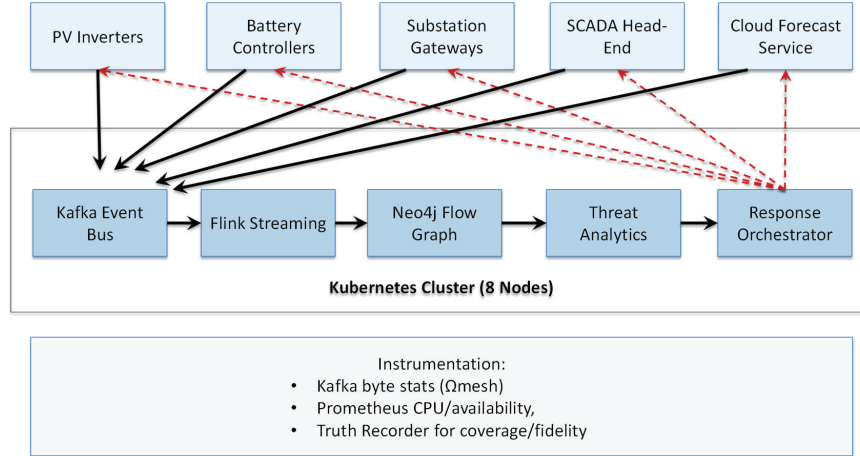 PV Inverters
Battery
Controllers
Substation
Gateways
SCADA Head-
End
Cloud Forecast
Service
Kafka Event
Bus
Flink Streaming
Neo4j Flow
Graph
Threat
Analytics
Response
Orchestrator
Kubernetes Cluster (8 Nodes)
Instrumentation:
• Kafka byte stats (Ωmesh)
• Prometheus CPU/availability,
• Truth Recorder for coverage/fidelity